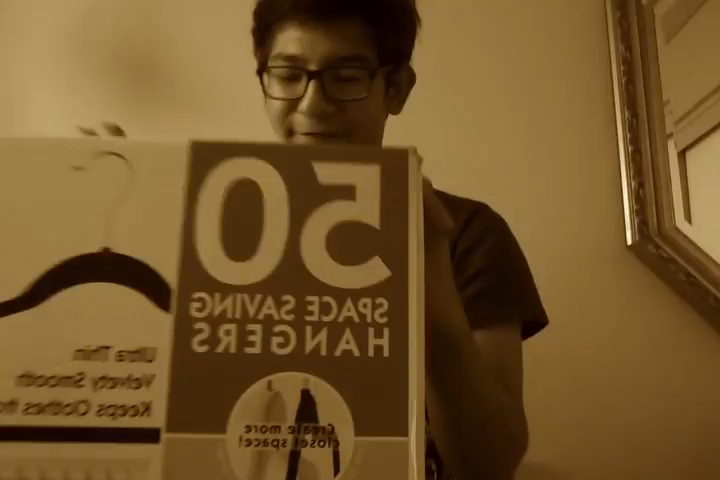 50
SPACE SAVING
HANGERS
Ultra Thin
Velvety Smooth
Keeps Clothes
Create more
closet space!